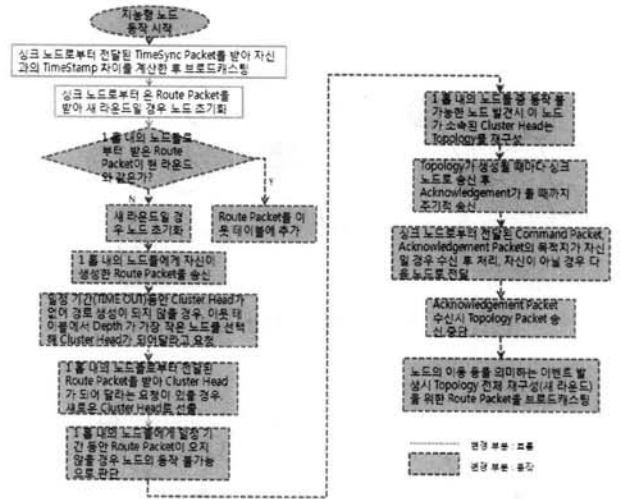 지능형 노드
동작 시작
싱크 노드로부터 전달된 TimeSync Packet을 받아 자신
과의 TimeStamp 차이를 계산한 후 브로드캐스팅
싱크 노드로부터 온 Route Packet를
받아 새 라운드일 경우 노드 초기화
1 홉 내의 노드들로
부터 받은 Route
Packet이 현 라운드
와 같은가?
N
Y
새 라운드일 경
우 노드 초기화
Route Packet를 이
웃 테이블에 추가
1 홉 내의 노드들에게 자신이
생성한 Route Packet를 송신
일정 기간(TIME OUT)동안 Cluster Head가
없어 경로 생성이 되지 않을 경우, 이웃 테
이블에서 Depth 가 가장 작은 노드를 선택
해 Cluster Head가 되어달라고 요청
1 홉 내의 노드들로부터 전달된
Route Packet를 받아 Cluster Head
가 되어 달라는 요청이 있을 경우,
새로운 Cluster Head로 선출
1 홉 내의 노드들에게 일정 기
간 동안 Route Packet이 오지
않을 경우 노드의 동작 불가능
으로 판단
1 홉 내의 노드들 중 동작 불
가능한 노드 발견시 이 노드
가 소속된 Cluster Head는
Topology를 재구성
Topology가 생성될 때마다 싱크
노드로 송신 후
Acknowledgement가 올 때까지
주기적 송신
싱크 노드로부터 전달된 Command Packet,
Acknowledgement Packet의 목적지가 자신
일 경우 수신 후 처리, 자신이 아닐 경우 다
음 노드로 전달
Acknowledgement Packet
수신시 Topology Packet 송
신 중단
노드의 이동 등를 의미하는 이벤트 발
생시 Topology 전체 재구성(새 라운드)
을 위한 Route Packet을 브로드캐스팅
변경 부분 : 흐름
변경 부분 : 동작